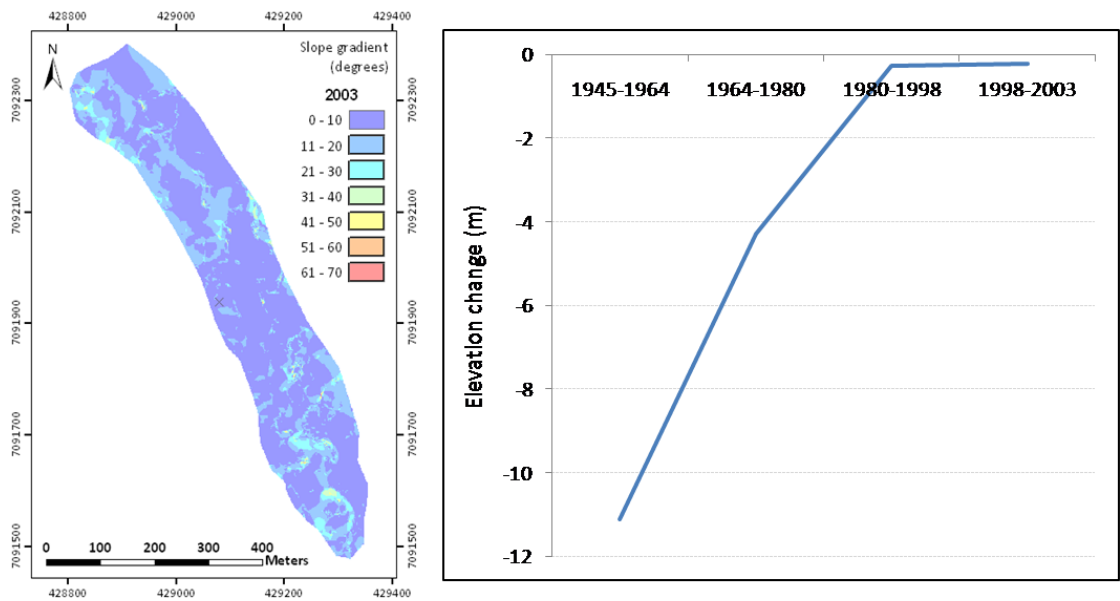 428800 429000 429200 429400
N
Slope gradient
(degrees)
2003
0 - 10
11 - 20
21 - 30
31 - 40
41 - 50
51 - 60
61 - 70
7092300
7092100
7091900
7091700
7091500
7092300
7092100
7091900
7091700
7091500
0 100 200 300 400
Meters
428800 429000 429200 429400
Elevation change (m)
0
-2
-4
-6
-8
-10
-12
1945-1964 1964-1980 1980-1998 1998-2003